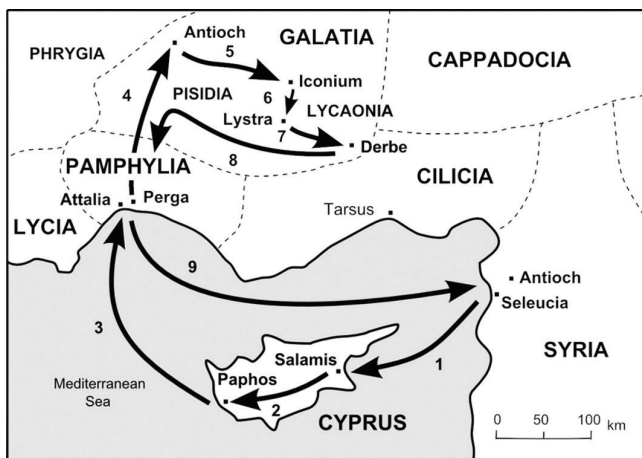 Antioch
5
GALATIA
PHRYGIA
CAPPADOCIA
Iconium
4
PISIDIA
6
LYCAONIA
Lystra
7
Derbe
8
PAMPHYLIA
CILICIA
Attalia
Perga
Tarsus
LYCIA
9
Antioch
Seleucia
3
1
SYRIA
Salamis
Mediterranean
Sea
Paphos
2
CYPRUS
0
50
100
km